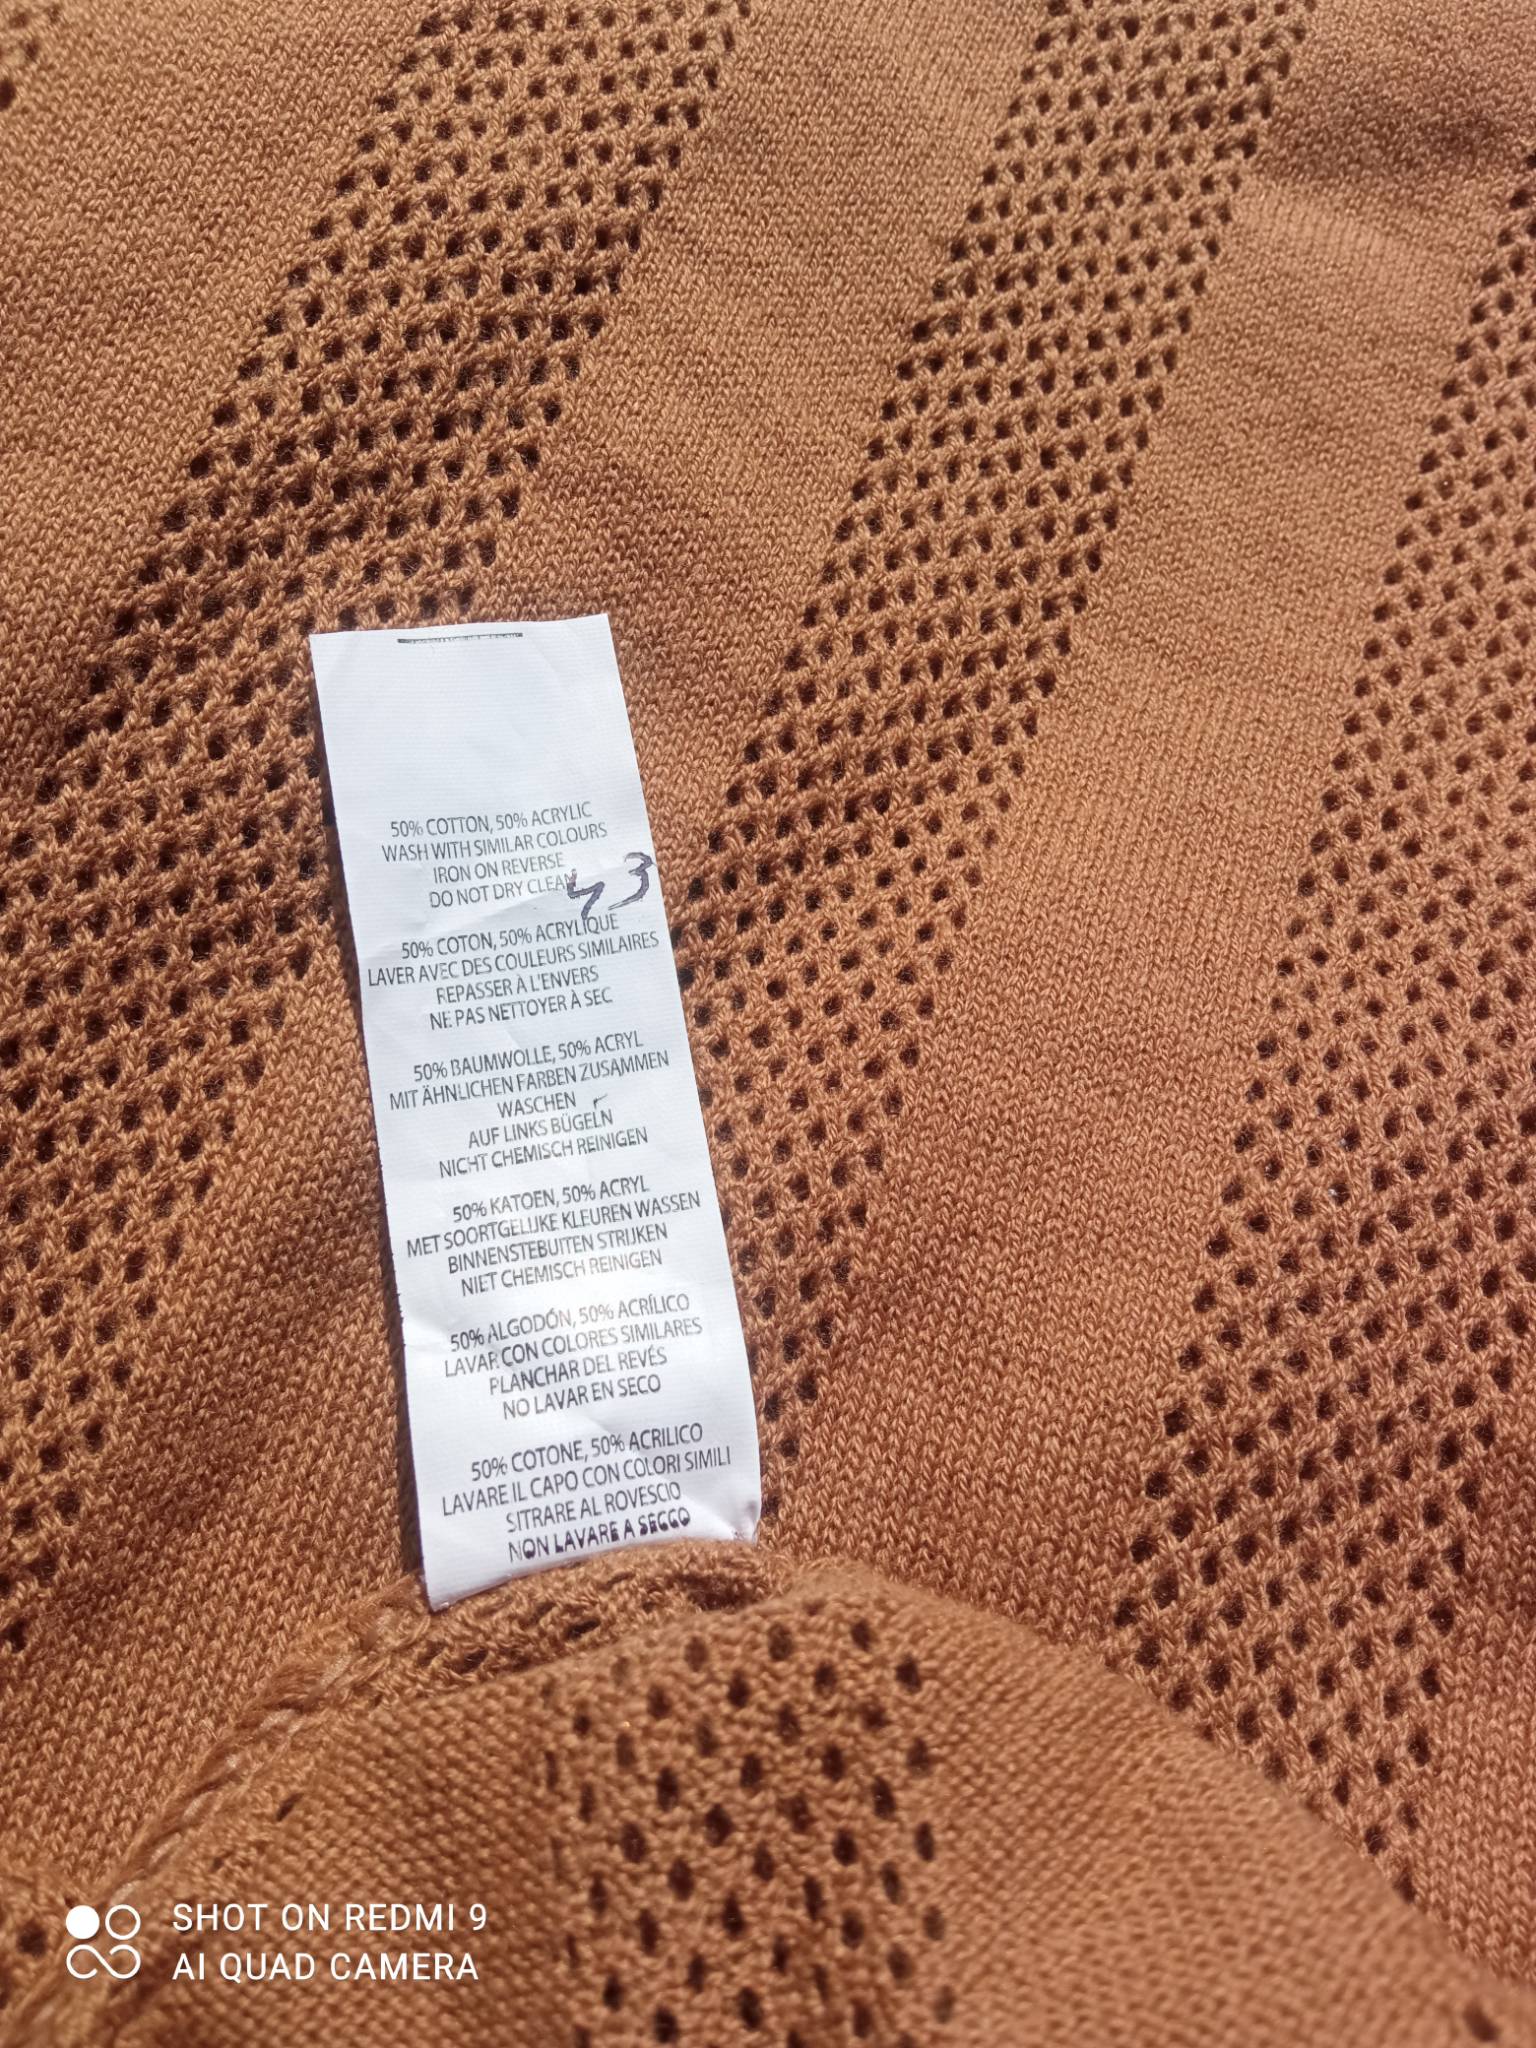 50% COTTON, 50% ACRYLIC
WASH WITH SIMILAR COLOURS
IRON ON REVERSE
DO NOT DRY CLEAN
43
50% COTON, 50% ACRYLIQUE
LAVER AVEC DES COULEURS SIMILAIRES
REPASSER À L'ENVERS
NE PAS NETTOYER À SEC
50% BAUMWOLLE, 50% ACRYL
MIT ÄHNLICHEN FARBEN ZUSAMMEN
WASCHEN
AUF LINKS BÜGELN
NICHT CHEMISCH REINIGEN
50% KATOEN, 50% ACRYL
MET SOORTGELIJKE KLEUREN WASSEN
BINNENSTEBUITEN STRIJKEN
NIET CHEMISCH REINIGEN
50% ALGODÓN, 50% ACRÍLICO
LAVAR CON COLORES SIMILARES
PLANCHAR DEL REVÉS
NO LAVAR EN SECO
50% COTONE, 50% ACRILICO
LAVARE IL CAPO CON COLORI SIMILI
SITRARE AL ROVESCIO
NON LAVARE A SECCO
SHOT ON REDMI 9
AI QUAD CAMERA